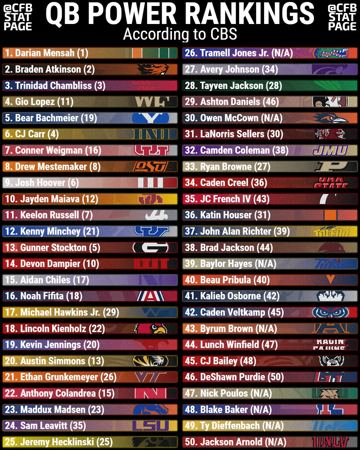 @CFB
STAT
PAGE
QB POWER RANKINGS
According to CBS
@CFB
STAT
PAGE
1. Darian Mensah (1)
2. Braden Atkinson (2)
3. Trinidad Chambliss (3)
4. Gio Lopez (11)
5. Bear Bachmeier (19)
6. CJ Carr (4)
7. Conner Weigman (16)
8. Drew Mestemaker (8)
9. Josh Hoover (6)
10. Jayden Maiava (12)
11. Keelon Russell (7)
12. Kenny Minchey (21)
13. Gunner Stockton (5)
14. Devon Dampier (10)
15. Aidan Chiles (17)
16. Noah Fifita (18)
17. Michael Hawkins Jr. (29)
18. Lincoln Kienholz (22)
19. Kevin Jennings (20)
20. Austin Simmons (13)
21. Ethan Grunkemeyer (26)
22. Anthony Colandrea (15)
23. Maddux Madsen (23)
24. Sam Leavitt (35)
25. Jeremy Hecklinski (25)
26. Tramell Jones Jr. (N/A)
27. Avery Johnson (34)
28. Tayven Jackson (28)
29. Ashton Daniels (46)
30. Owen McCown (N/A)
31. LaNorris Sellers (30)
32. Camden Coleman (38)
33. Ryan Browne (27)
34. Caden Creel (36)
35. JC French IV (43)
36. Katin Houser (31)
37. John Alan Richter (39)
38. Brad Jackson (44)
39. Baylor Hayes (N/A)
40. Beau Pribula (40)
41. Kalieb Osborne (42)
42. Caden Veltkamp (45)
43. Byrum Brown (N/A)
44. Lunch Winfield (47)
45. CJ Bailey (48)
46. DeShawn Purdie (50)
47. Nick Poulos (N/A)
48. Blake Baker (N/A)
49. Ty Dieffenbach (N/A)
50. Jackson Arnold (N/A)